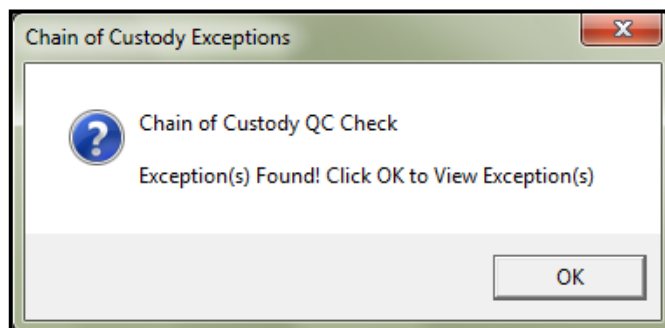 Chain of Custody Exceptions
Chain of Custody QC Check
Exception(s) Found! Click OK to View Exception(s)
OK